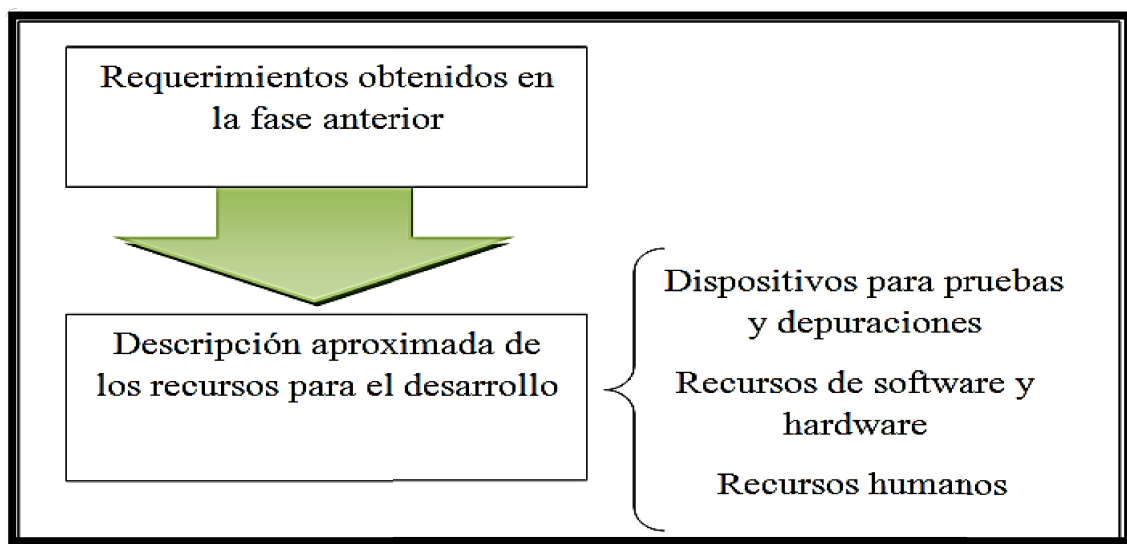 Requerimientos obtenidos en
la fase anterior
Descripción aproximada de
los recursos para el desarrollo
Dispositivos para pruebas
y depuraciones
Recursos de software y
hardware
Recursos humanos